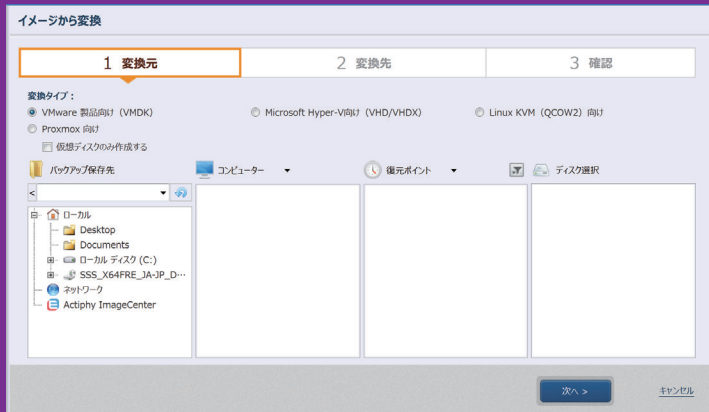 イメージから変換
1 変換元
2 変換先
3 確認
変換タイプ：
VMware 製品向け（VMDK）
Microsoft Hyper-V向け（VHD/VHDX）
Linux KVM（QCOW2）向け
Proxmox 向け
仮想ディスクのみ作成する
バックアップ保存先
コンピューター
復元ポイント
ディスク選択
<
ローカル
Desktop
Documents
ローカル ディスク (C:)
SSS_X64FRE_JA-JP_D…
ネットワーク
Actiphy ImageCenter
次へ >
キャンセル